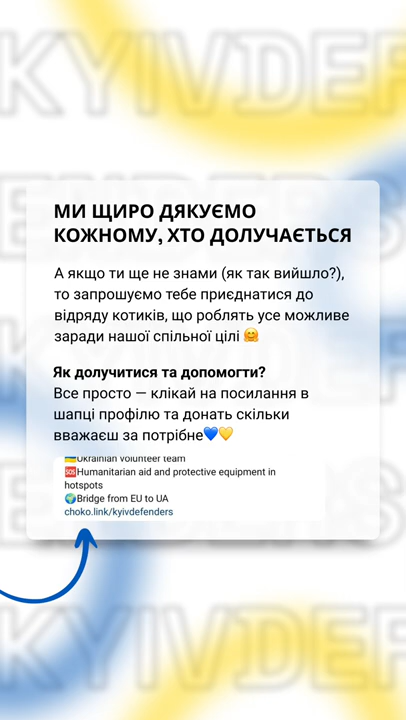 KYIVDEF
ENDERS
KYIVDEF
ENDERS
KYIVDEF
МИ ЩИРО ДЯКУЄМО
КОЖНОМУ, ХТО ДОЛУЧАЄТЬСЯ
А якщо ти ще не знами (як так вийшло?),
то запрошуємо тебе приєднатися до
відряду котиків, що роблять усе можливе
заради нашої спільної цілі 🤗
Як долучитися та допомогти?
Все просто — клікай на посилання в
шапці профілю та донать скільки
вважаєш за потрібне💙💛
🇺🇦Ukrainian volunteer team
🆘Humanitarian aid and protective equipment in
hotspots
🌍Bridge from EU to UA
choko.link/kyivdefenders